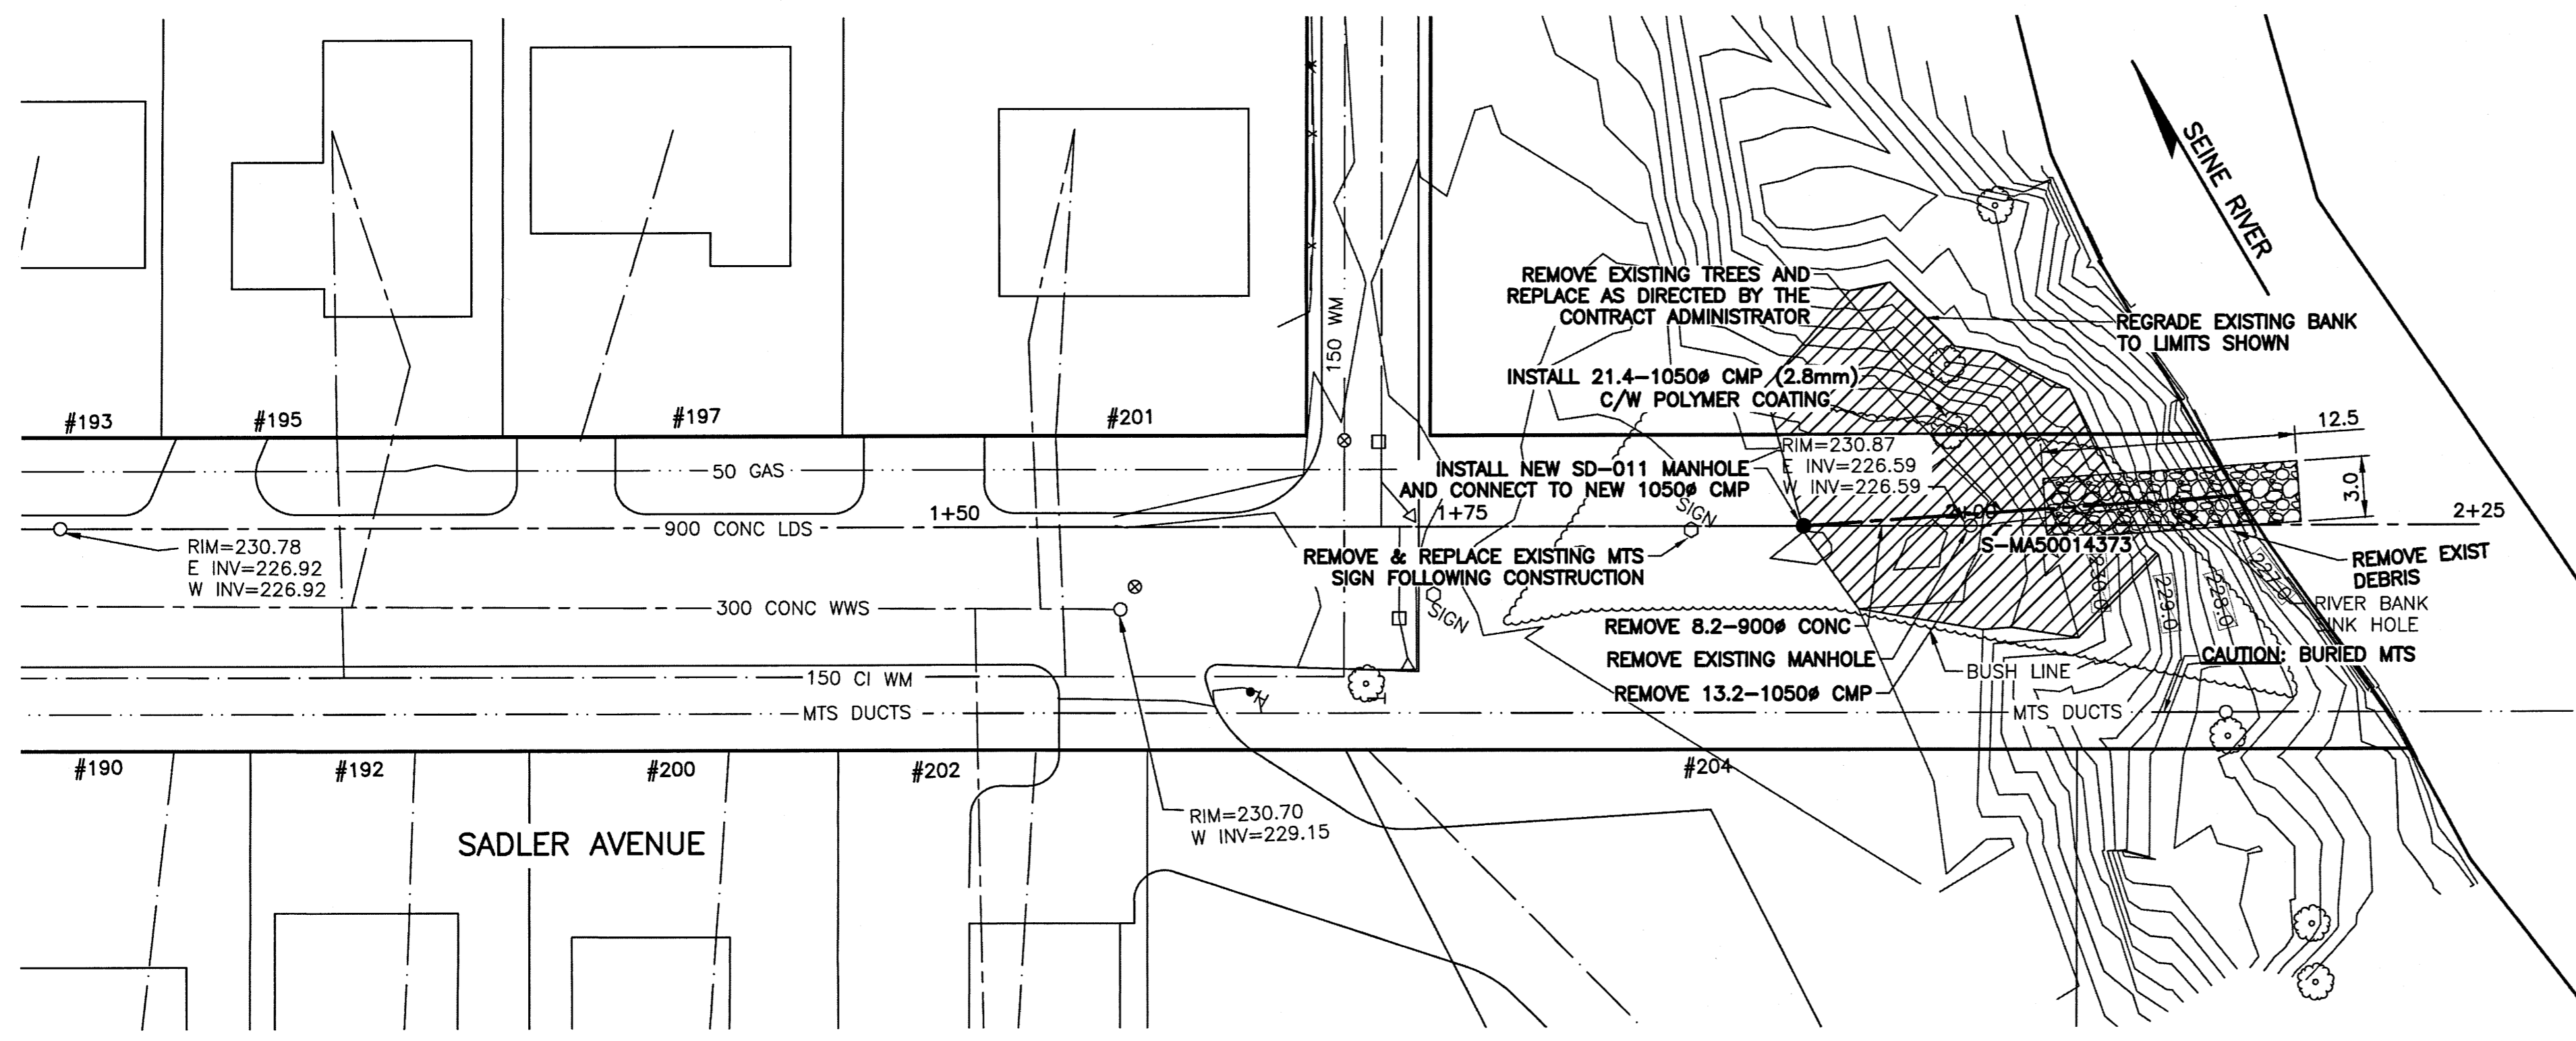 SEINE RIVER
REMOVE EXISTING TREES AND
REPLACE AS DIRECTED BY THE
CONTRACT ADMINISTRATOR
REGRADE EXISTING BANK
TO LIMITS SHOWN
150 WM
INSTALL 21.4-1050ø CMP (2.8mm)
C/W POLYMER COATING
#193
#195
#197
#201
12.5
RIM=230.87
E INV=226.59
W INV=226.59
INSTALL NEW SD-011 MANHOLE
AND CONNECT TO NEW 1050ø CMP
50 GAS
3.0
1+50
1+75
SIGN
2+00
2+25
900 CONC LDS
RIM=230.78
E INV=226.92
W INV=226.92
S-MA50014373
REMOVE & REPLACE EXISTING MTS
SIGN FOLLOWING CONSTRUCTION
REMOVE EXIST
DEBRIS
230.0
229.0
228.0
227.0
RIVER BANK
SINK HOLE
300 CONC WWS
SIGN
REMOVE 8.2-900ø CONC
REMOVE EXISTING MANHOLE
REMOVE 13.2-1050ø CMP
BUSH LINE
CAUTION: BURIED MTS
150 CI WM
MTS DUCTS
MTS DUCTS
#190
#192
#200
#202
#204
RIM=230.70
W INV=229.15
SADLER AVENUE